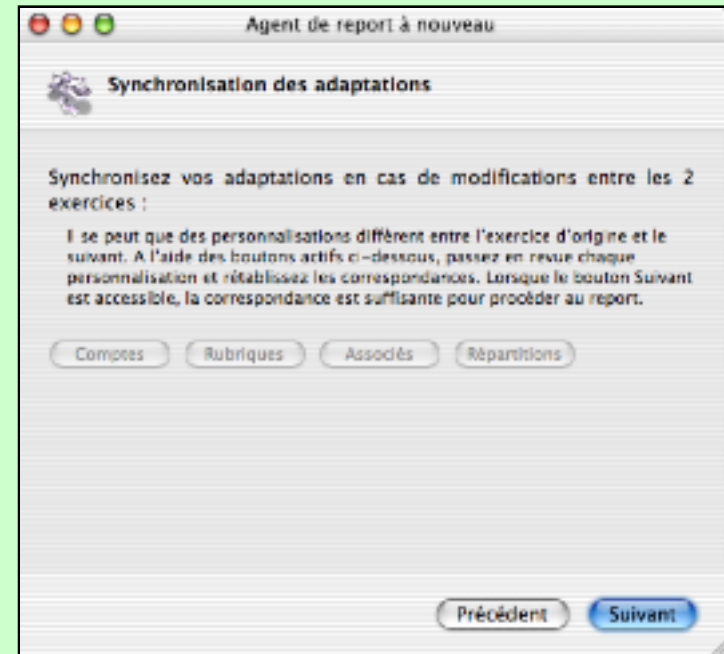 Agent de report à nouveau
Synchronisation des adaptations
Synchronisez vos adaptations en cas de modifications entre les 2
exercices :
Il se peut que des personnalisations diffèrent entre l'exercice d'origine et le
suivant. A l'aide des boutons actifs ci-dessous, passez en revue chaque
personnalisation et rétablissez les correspondances. Lorsque le bouton Suivant
est accessible, la correspondance est suffisante pour procéder au report.
Comptes Rubriques Associés Répartitions
Précédent Suivant